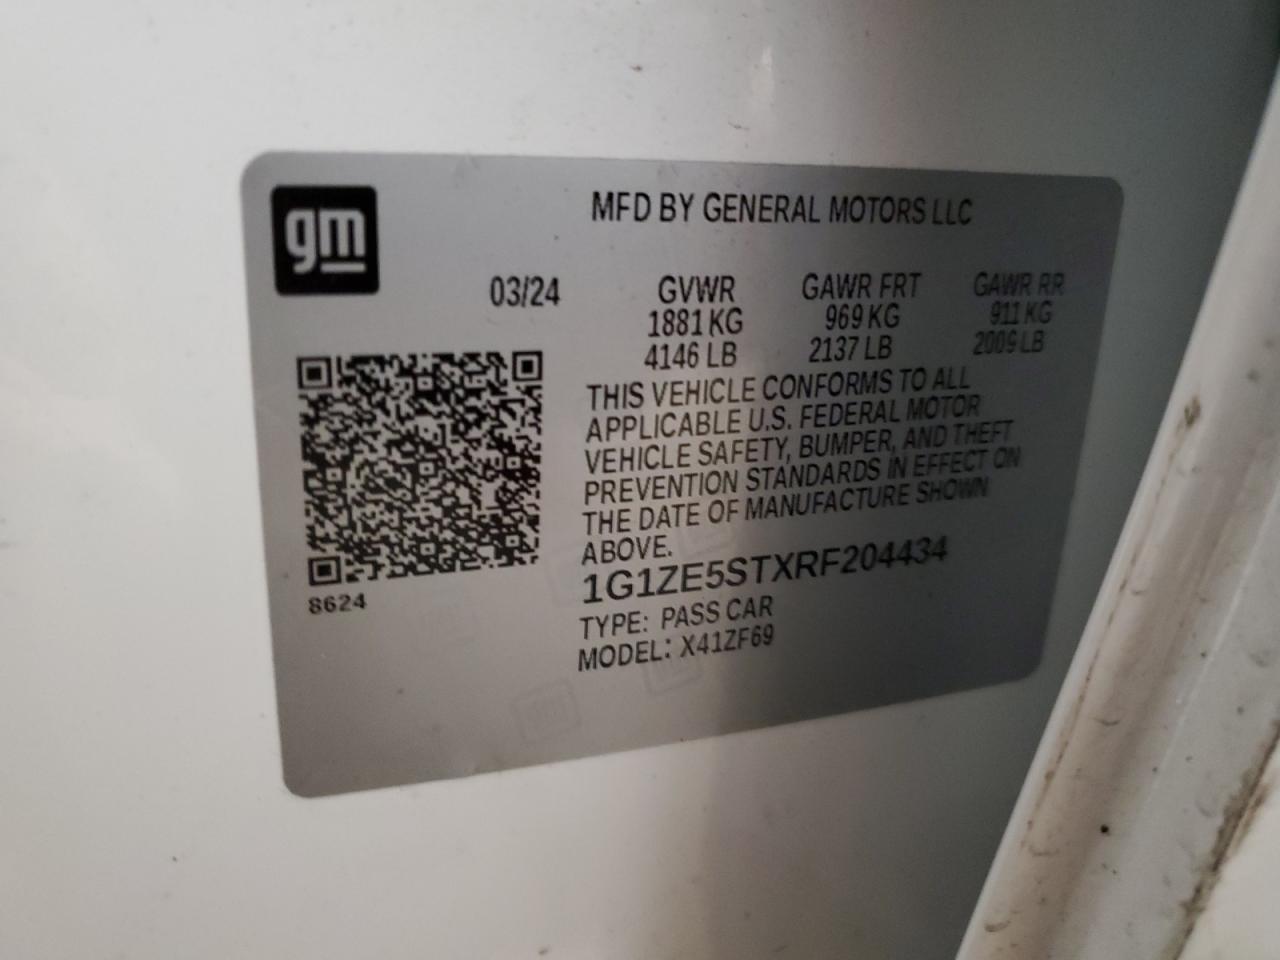 gm
MFD BY GENERAL MOTORS LLC
03/24 GVWR GAWR FRT GAWR RR
1881 KG 969 KG 911 KG
4146 LB 2137 LB 2009 LB
THIS VEHICLE CONFORMS TO ALL
APPLICABLE U.S. FEDERAL MOTOR
VEHICLE SAFETY, BUMPER, AND THEFT
PREVENTION STANDARDS IN EFFECT ON
THE DATE OF MANUFACTURE SHOWN
ABOVE.
1G1ZE5STXRF204434
8624
TYPE: PASS CAR
MODEL: X41ZF69